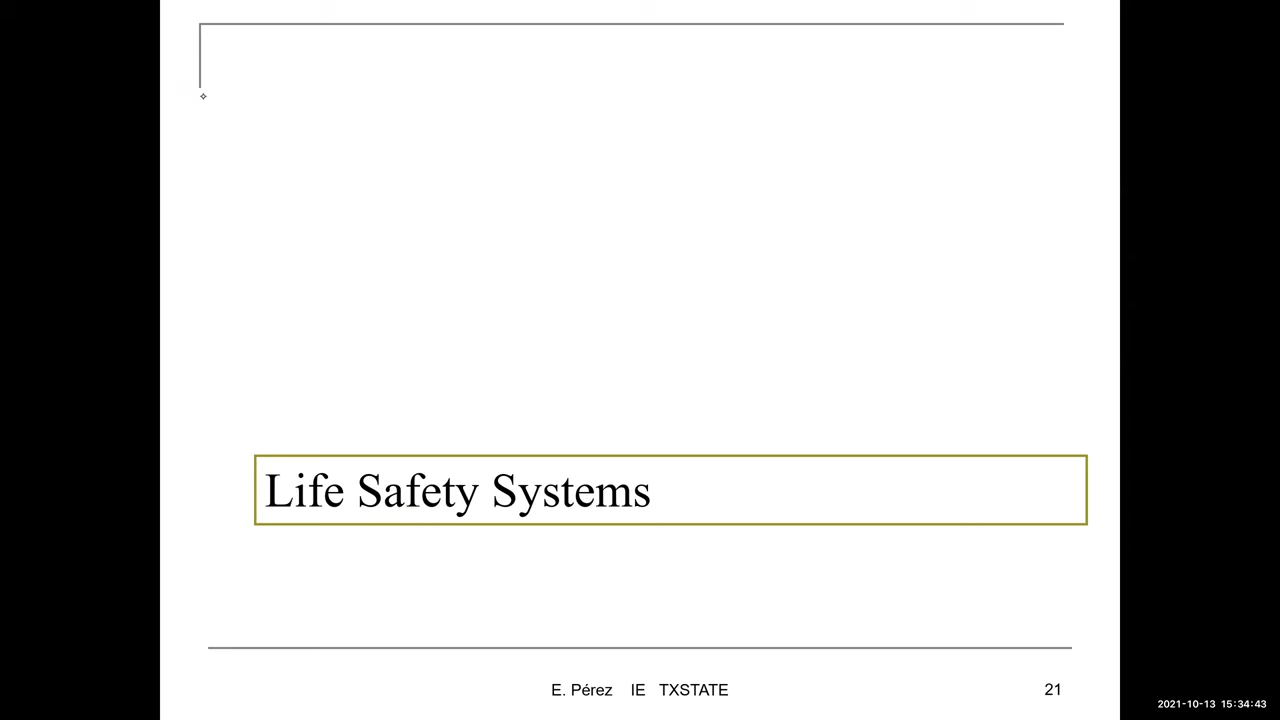 Life Safety Systems
E. Pérez IE TXSTATE
21
2021-10-13 15:34:43